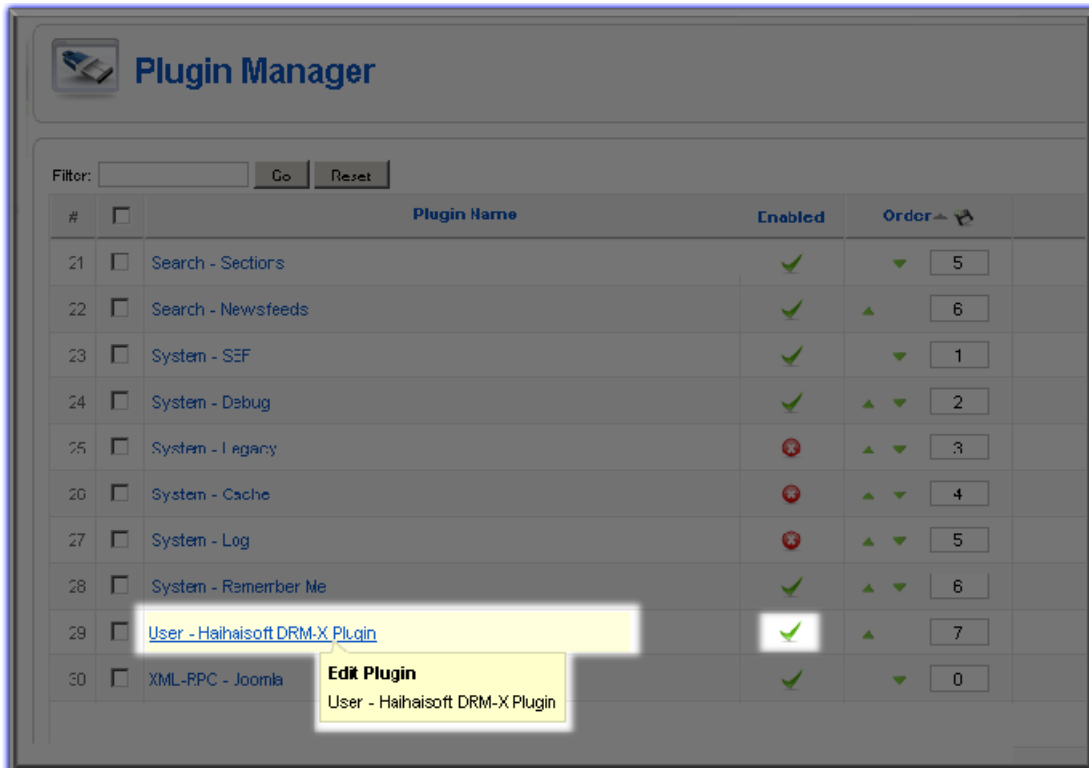 Plugin Manager
Filter: Go Reset
# Plugin Name Enabled Order
21 Search - Sections 5
22 Search - Newsfeeds 6
23 System - SEF 1
24 System - Debug 2
25 System - Legacy 3
26 System - Cache 4
27 System - Log 5
28 System - Remember Me 6
29 User - Haihaisoft DRM-X Plugin 7
30 XML-RPC - Joomla 0
Edit Plugin
User - Haihaisoft DRM-X Plugin